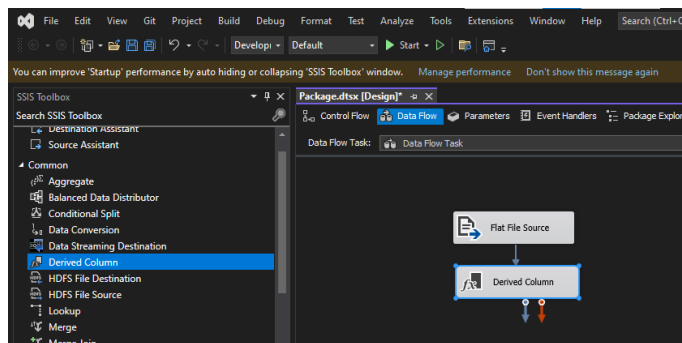 File Edit View Git Project Build Debug Format Test Analyze Tools Extensions Window Help Search (Ctrl+
Developr Default Start
You can improve 'Startup' performance by auto hiding or collapsing 'SSIS Toolbox' window. Manage performance Don't show this message again
SSIS Toolbox
Search SSIS Toolbox
Destination Assistant
Source Assistant
Common
Aggregate
Balanced Data Distributor
Conditional Split
Data Conversion
Data Streaming Destination
Derived Column
HDFS File Destination
HDFS File Source
Lookup
Merge
Merge Join
Package.dtsx [Design]*
Control Flow Data Flow Parameters Event Handlers Package Explor
Data Flow Task: Data Flow Task
Flat File Source
fx Derived Column